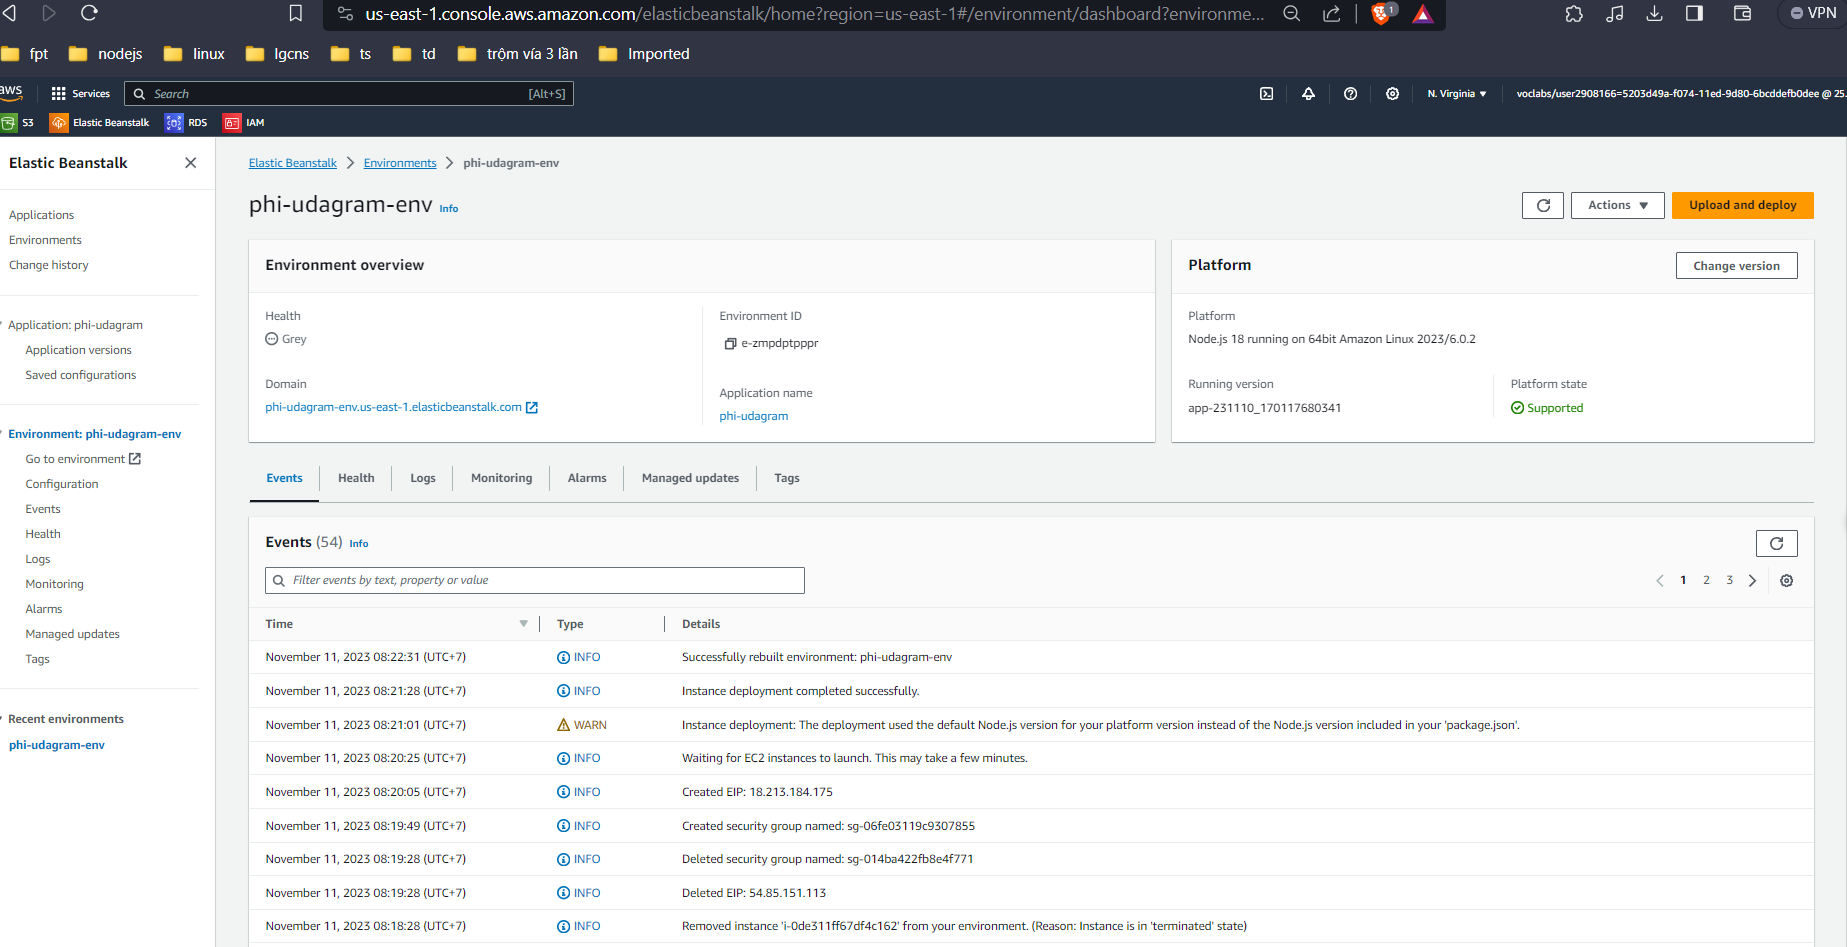 us-east-1.console.aws.amazon.com/elasticbeanstalk/home?region=us-east-1#/environment/dashboard?environme...
1
VPN
fpt
nodejs
linux
lgcns
ts
td
trộm vía 3 lần
Imported
aws
Services
Search
[Alt+S]
N. Virginia
voclabs/user2908166=5203d49a-f074-11ed-9d80-6bcddefb0dee @ 25.
S3
Elastic Beanstalk
RDS
IAM
Elastic Beanstalk
Applications
Environments
Change history
Application: phi-udagram
Application versions
Saved configurations
Environment: phi-udagram-env
Go to environment
Configuration
Events
Health
Logs
Monitoring
Alarms
Managed updates
Tags
Recent environments
phi-udagram-env
Elastic Beanstalk > Environments > phi-udagram-env
phi-udagram-env Info
Actions
Upload and deploy
Environment overview
Health
Grey
Domain
phi-udagram-env.us-east-1.elasticbeanstalk.com
Environment ID
e-zmpdptpppr
Application name
phi-udagram
Platform
Change version
Platform
Node.js 18 running on 64bit Amazon Linux 2023/6.0.2
Running version
app-231110_170117680341
Platform state
Supported
Events
Health
Logs
Monitoring
Alarms
Managed updates
Tags
Events (54) Info
Filter events by text, property or value
1 2 3
Time Type Details
November 11, 2023 08:22:31 (UTC+7) INFO Successfully rebuilt environment: phi-udagram-env
November 11, 2023 08:21:28 (UTC+7) INFO Instance deployment completed successfully.
November 11, 2023 08:21:01 (UTC+7) WARN Instance deployment: The deployment used the default Node.js version for your platform version instead of the Node.js version included in your 'package.json'.
November 11, 2023 08:20:25 (UTC+7) INFO Waiting for EC2 instances to launch. This may take a few minutes.
November 11, 2023 08:20:05 (UTC+7) INFO Created EIP: 18.213.184.175
November 11, 2023 08:19:49 (UTC+7) INFO Created security group named: sg-06fe03119c9307855
November 11, 2023 08:19:28 (UTC+7) INFO Deleted security group named: sg-014ba422fb8e4f771
November 11, 2023 08:19:28 (UTC+7) INFO Deleted EIP: 54.85.151.113
November 11, 2023 08:18:28 (UTC+7) INFO Removed instance 'i-0de311ff67df4c162' from your environment. (Reason: Instance is in 'terminated' state)